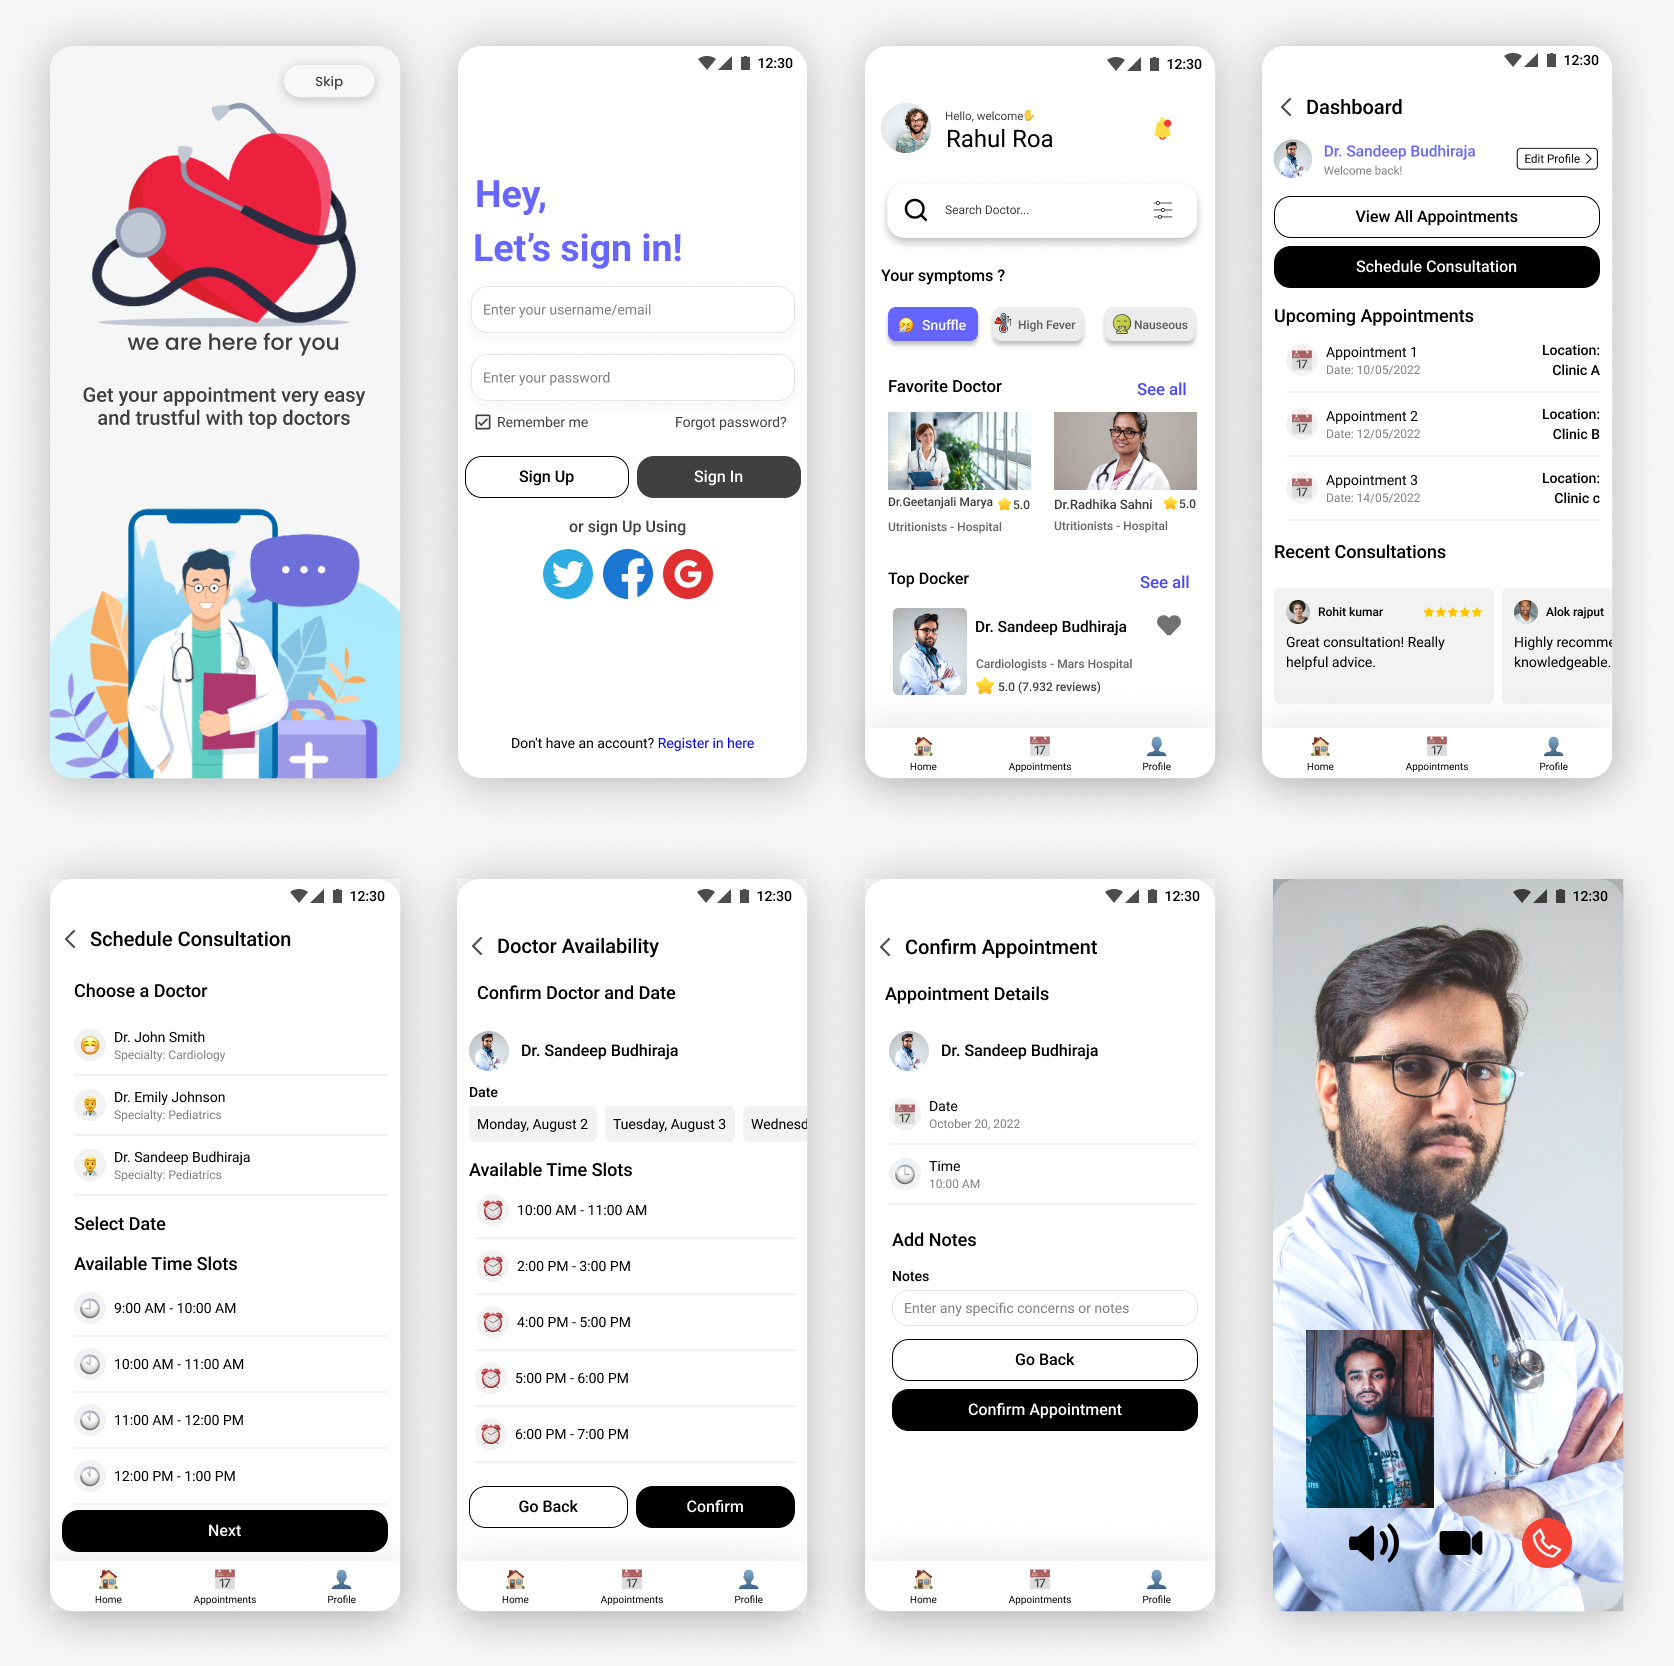 Skip
we are here for you
Get your appointment very easy
and trustful with top doctors
12:30
Hey,
Let's sign in!
Enter your username/email
Enter your password
Remember me
Forgot password?
Sign Up
Sign In
or sign Up Using
Don't have an account? Register in here
12:30
Hello, welcome
Rahul Roa
Search Doctor...
Your symptoms ?
Snuffle
High Fever
Nauseous
Favorite Doctor
See all
Dr.Geetanjali Marya
5.0
Utritionists - Hospital
Dr.Radhika Sahni
5.0
Utritionists - Hospital
Top Docker
See all
Dr. Sandeep Budhiraja
Cardiologists - Mars Hospital
5.0 (7.932 reviews)
Home
17
Appointments
Profile
12:30
Dashboard
Dr. Sandeep Budhiraja
Welcome back!
Edit Profile
View All Appointments
Schedule Consultation
Upcoming Appointments
17
Appointment 1
Date: 10/05/2022
Location:
Clinic A
17
Appointment 2
Date: 12/05/2022
Location:
Clinic B
17
Appointment 3
Date: 14/05/2022
Location:
Clinic c
Recent Consultations
Rohit kumar
Great consultation! Really
helpful advice.
Alok rajput
Highly recomme
knowledgeable.
Home
17
Appointments
Profile
12:30
Schedule Consultation
Choose a Doctor
Dr. John Smith
Specialty: Cardiology
Dr. Emily Johnson
Specialty: Pediatrics
Dr. Sandeep Budhiraja
Specialty: Pediatrics
Select Date
Available Time Slots
9:00 AM - 10:00 AM
10:00 AM - 11:00 AM
11:00 AM - 12:00 PM
12:00 PM - 1:00 PM
Next
Home
17
Appointments
Profile
12:30
Doctor Availability
Confirm Doctor and Date
Dr. Sandeep Budhiraja
Date
Monday, August 2
Tuesday, August 3
Wednesd
Available Time Slots
10:00 AM - 11:00 AM
2:00 PM - 3:00 PM
4:00 PM - 5:00 PM
5:00 PM - 6:00 PM
6:00 PM - 7:00 PM
Go Back
Confirm
Home
17
Appointments
Profile
12:30
Confirm Appointment
Appointment Details
Dr. Sandeep Budhiraja
17
Date
October 20, 2022
Time
10:00 AM
Add Notes
Notes
Enter any specific concerns or notes
Go Back
Confirm Appointment
Home
17
Appointments
Profile
12:30